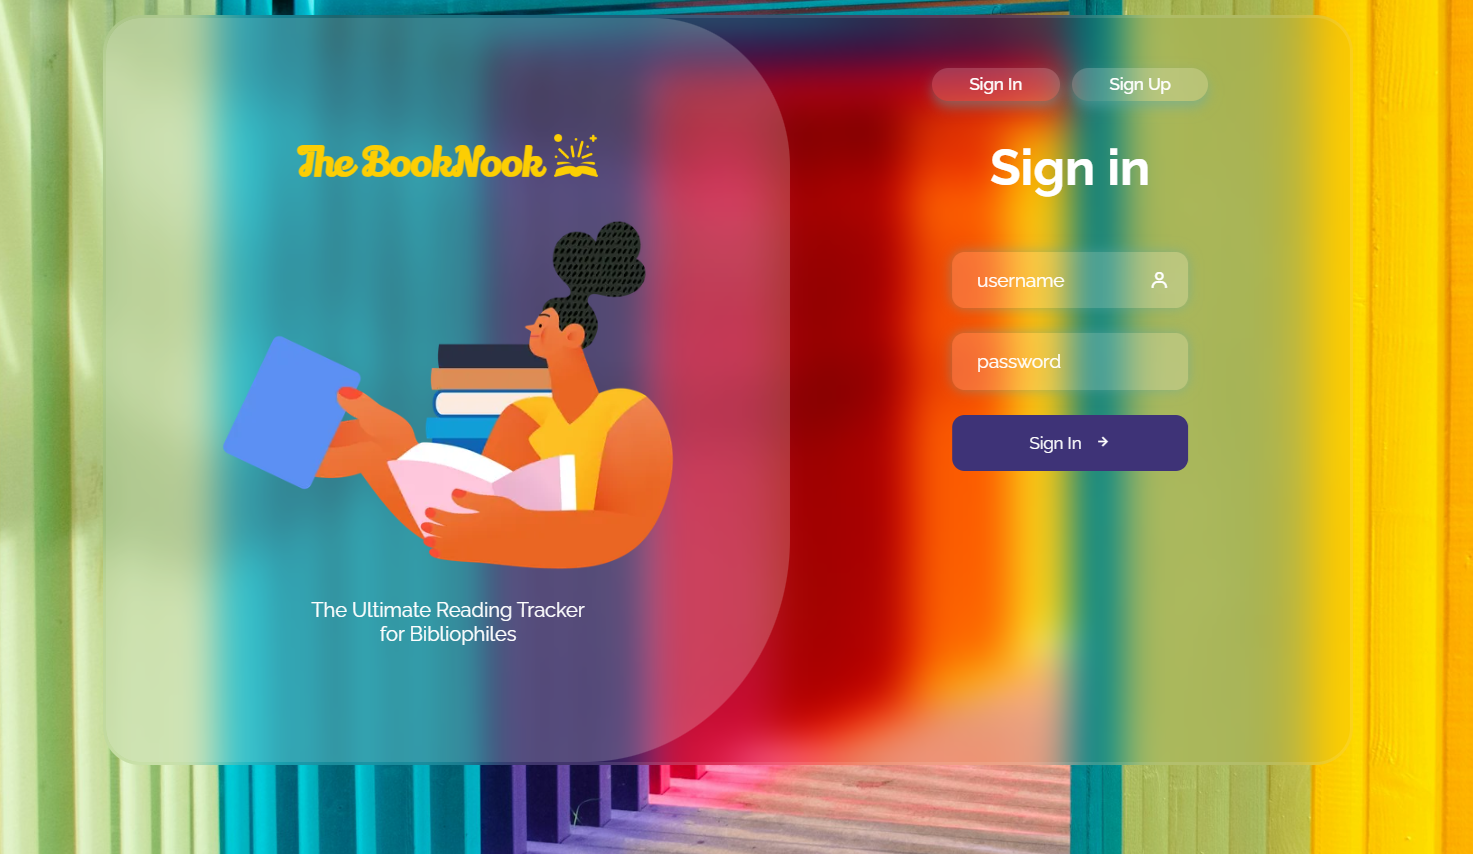 The BookNook
The Ultimate Reading Tracker
for Bibliophiles
Sign In
Sign Up
Sign in
username
password
Sign In